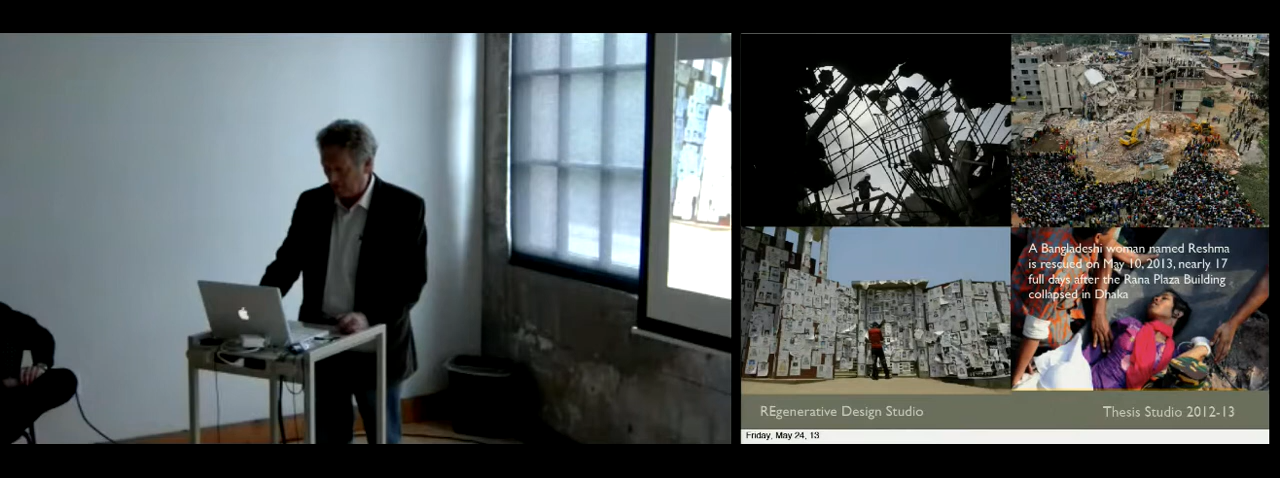 A Bangladeshi woman named Reshma
is rescued on May 10, 2013, nearly 17
full days after the Rana Plaza Building
collapsed in Dhaka
REgenerative Design Studio
Thesis Studio 2012-13
Friday, May 24, 13